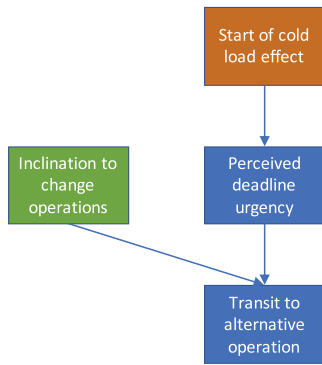 Start of cold
load effect
Inclination to
change
operations
Perceived
deadline
urgency
Transit to
alternative
operation